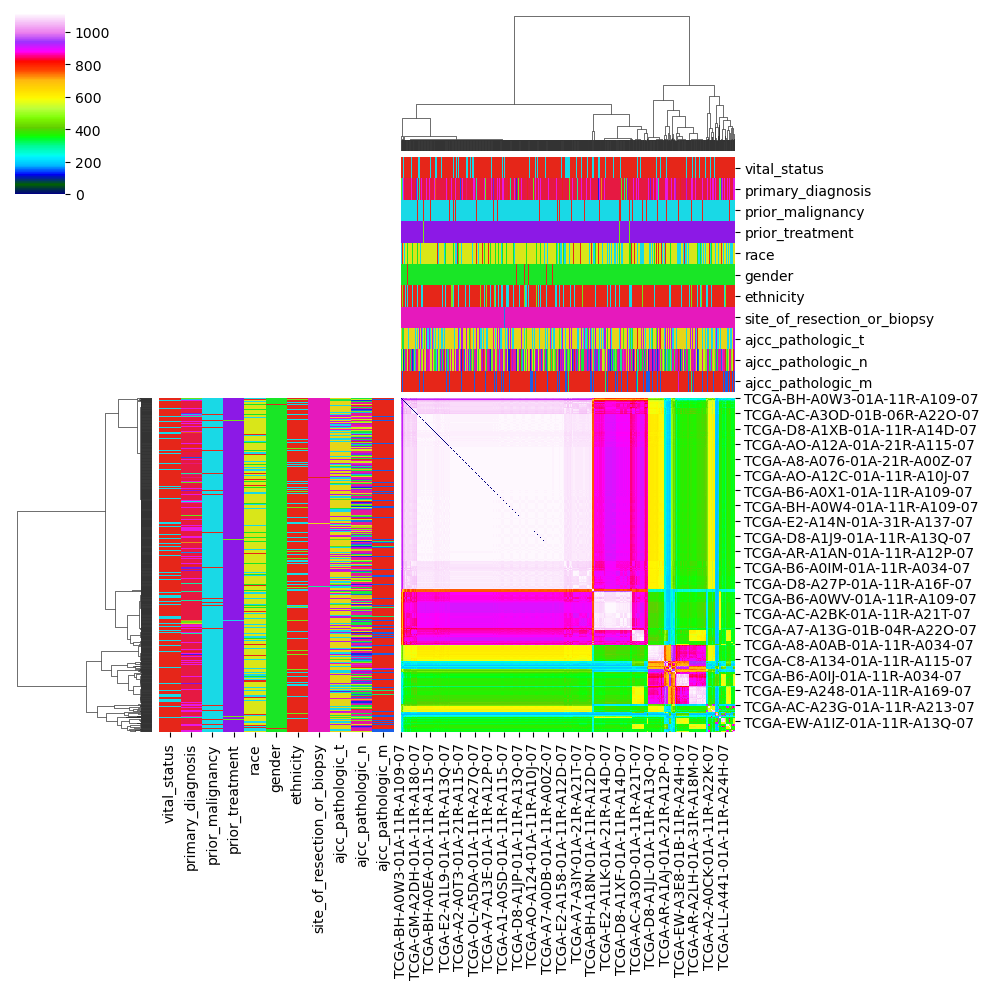 1000
800
600
400
200
0
vital_status
primary_diagnosis
prior_malignancy
prior_treatment
race
gender
ethnicity
site_of_resection_or_biopsy
ajcc_pathologic_t
ajcc_pathologic_n
ajcc_pathologic_m
TCGA-BH-A0W3-01A-11R-A109-07
TCGA-AC-A3OD-01B-06R-A22O-07
TCGA-D8-A1XB-01A-11R-A14D-07
TCGA-AO-A12A-01A-21R-A115-07
TCGA-A8-A076-01A-21R-A00Z-07
TCGA-AO-A12C-01A-11R-A10J-07
TCGA-B6-A0X1-01A-11R-A109-07
TCGA-BH-A0W4-01A-11R-A109-07
TCGA-E2-A14N-01A-31R-A137-07
TCGA-D8-A1J9-01A-11R-A13Q-07
TCGA-AR-A1AN-01A-11R-A12P-07
TCGA-B6-A0IM-01A-11R-A034-07
TCGA-D8-A27P-01A-11R-A16F-07
TCGA-B6-A0WV-01A-11R-A109-07
TCGA-AC-A2BK-01A-11R-A21T-07
TCGA-A7-A13G-01B-04R-A22O-07
TCGA-A8-A0AB-01A-11R-A034-07
TCGA-C8-A134-01A-11R-A115-07
TCGA-B6-A0IJ-01A-11R-A034-07
TCGA-E9-A248-01A-11R-A169-07
TCGA-AC-A23G-01A-11R-A213-07
TCGA-EW-A1IZ-01A-11R-A13Q-07
vital_status
primary_diagnosis
prior_malignancy
prior_treatment
race
gender
ethnicity
site_of_resection_or_biopsy
ajcc_pathologic_t
ajcc_pathologic_n
ajcc_pathologic_m
TCGA-BH-A0W3-01A-11R-A109-07
TCGA-GM-A2DH-01A-11R-A180-07
TCGA-BH-A0EA-01A-11R-A115-07
TCGA-E2-A1L9-01A-11R-A13Q-07
TCGA-A2-A0T3-01A-21R-A115-07
TCGA-OL-A5DA-01A-11R-A27Q-07
TCGA-A7-A13E-01A-11R-A12P-07
TCGA-A1-A0SD-01A-11R-A115-07
TCGA-D8-A1JP-01A-11R-A13Q-07
TCGA-AO-A124-01A-11R-A10J-07
TCGA-A7-A0DB-01A-11R-A00Z-07
TCGA-E2-A158-01A-11R-A12D-07
TCGA-A7-A3IY-01A-21R-A21T-07
TCGA-BH-A18N-01A-11R-A12D-07
TCGA-E2-A1LK-01A-21R-A14D-07
TCGA-D8-A1XF-01A-11R-A14D-07
TCGA-AC-A3OD-01A-11R-A21T-07
TCGA-D8-A1JL-01A-11R-A13Q-07
TCGA-AR-A1AJ-01A-21R-A12P-07
TCGA-EW-A3E8-01B-11R-A24H-07
TCGA-AR-A2LH-01A-31R-A18M-07
TCGA-A2-A0CK-01A-11R-A22K-07
TCGA-LL-A441-01A-11R-A24H-07